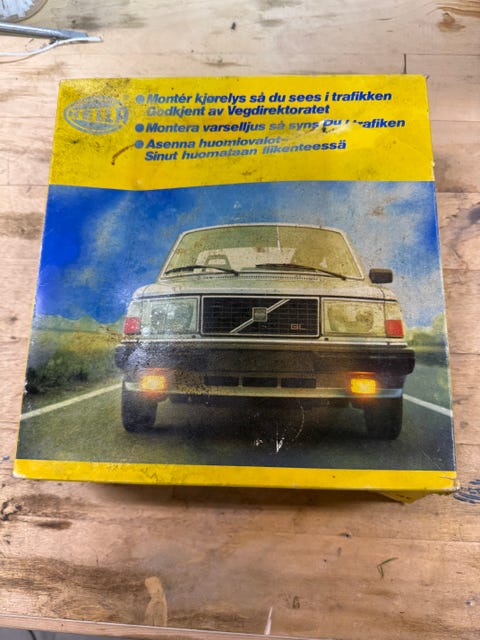 HELLA
Montér kjørelys så du sees i trafikken
Godkjent av Vegdirektoratet
Montera varselljus så syns DU i trafiken
Asenna huomiovalot-
Sinut huomataan liikenteessä
GL